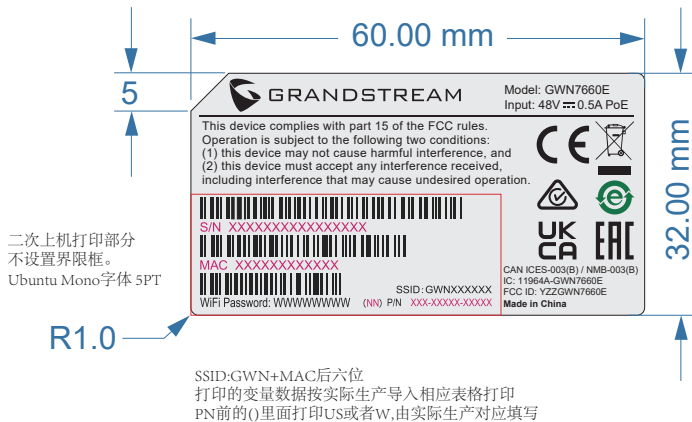 60.00 mm
5
GRANDSTREAM
Model: GWN7660E
Input: 48V⎓0.5A PoE
This device complies with part 15 of the FCC rules.
Operation is subject to the following two conditions:
(1) this device may not cause harmful interference, and
(2) this device must accept any interference received,
including interference that may cause undesired operation.
CE
UK
CA
EAC
32.00 mm
S/N XXXXXXXXXXXXXXXX
MAC XXXXXXXXXXXX
SSID:GWNXXXXXX
WiFi Password: WWWWWWWWW (NN) P/N XXX-XXXXX-XXXXX
CAN ICES-003(B) / NMB-003(B)
IC: 11964A-GWN7660E
FCC ID: YZZGWN7660E
Made in China
二次上机打印部分
不设置界限框。
Ubuntu Mono字体 5PT
R1.0
SSID:GWN+MAC后六位
打印的变量数据按实际生产导入相应表格打印
PN前的()里面打印US或者W,由实际生产对应填写